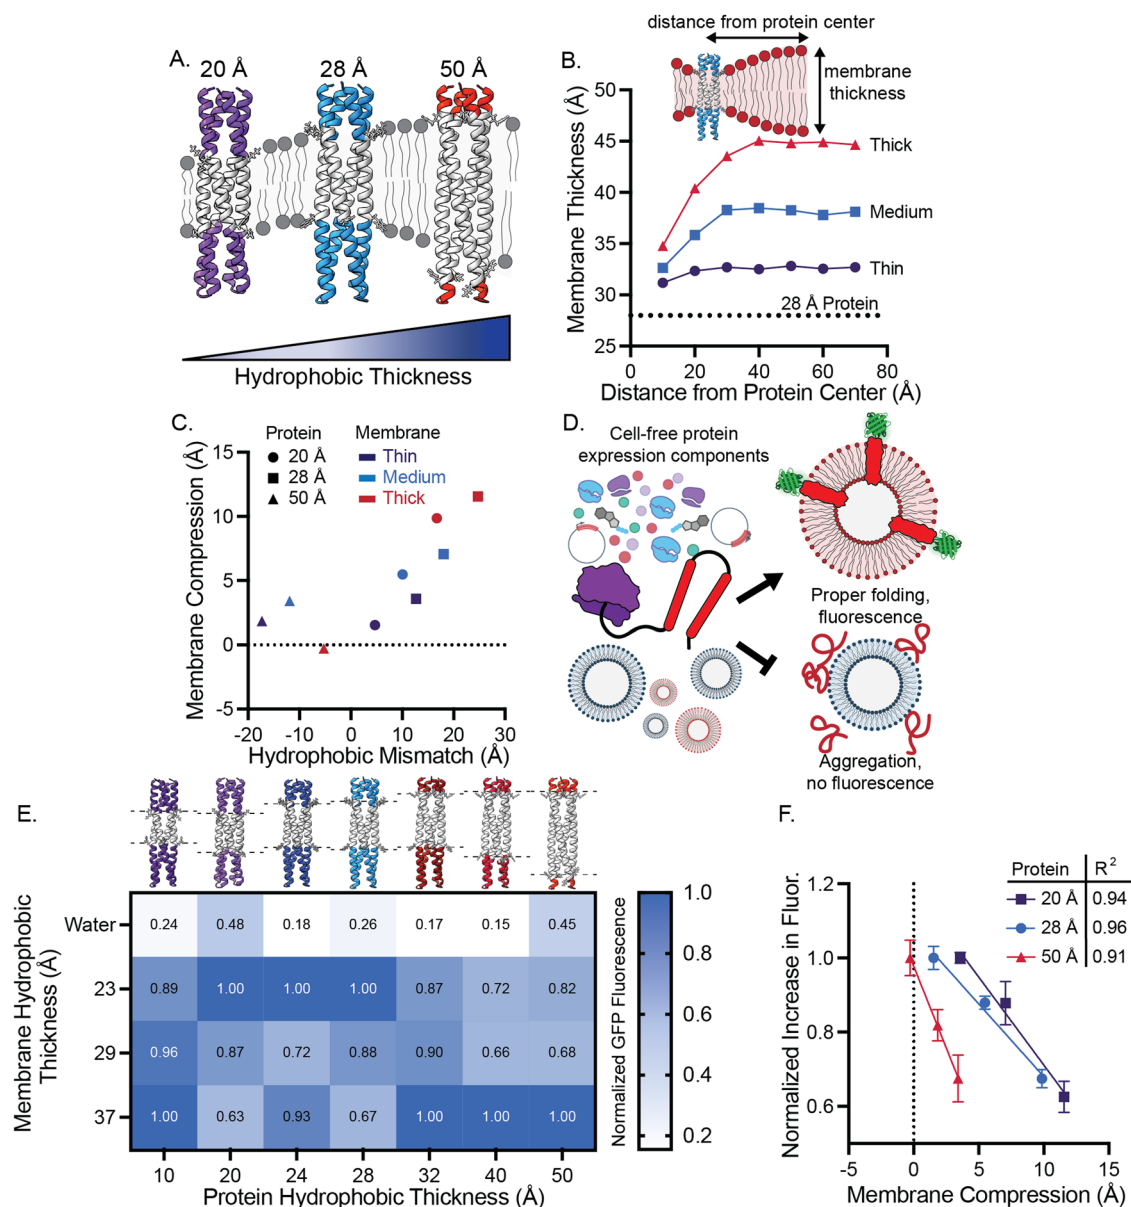 A.
20 Å 28 Å 50 Å
Hydrophobic Thickness
B.
distance from protein center
membrane
thickness
Membrane Thickness (Å)
50
45
40
35
30
25
Thick
Medium
Thin
28 Å Protein
0 20 40 60 80
Distance from Protein Center (Å)
C.
Protein Membrane
20 Å Thin
28 Å Medium
50 Å Thick
Membrane Compression (Å)
15
10
5
0
-5
-20 -10 0 10 20 30
Hydrophobic Mismatch (Å)
D.
Cell-free protein
expression components
Proper folding,
fluorescence
Aggregation,
no fluorescence
E.
Membrane Hydrophobic
Thickness (Å)
Water 0.24 0.48 0.18 0.26 0.17 0.15 0.45
23 0.89 1.00 1.00 1.00 0.87 0.72 0.82
29 0.96 0.87 0.72 0.88 0.90 0.66 0.68
37 1.00 0.63 0.93 0.67 1.00 1.00 1.00
10 20 24 28 32 40 50
Protein Hydrophobic Thickness (Å)
Normalized GFP Fluorescence
1.0
0.8
0.6
0.4
0.2
F.
Protein R²
20 Å 0.94
28 Å 0.96
50 Å 0.91
Normalized Increase in Fluor.
1.2
1.0
0.8
0.6
-5 0 5 10 15
Membrane Compression (Å)